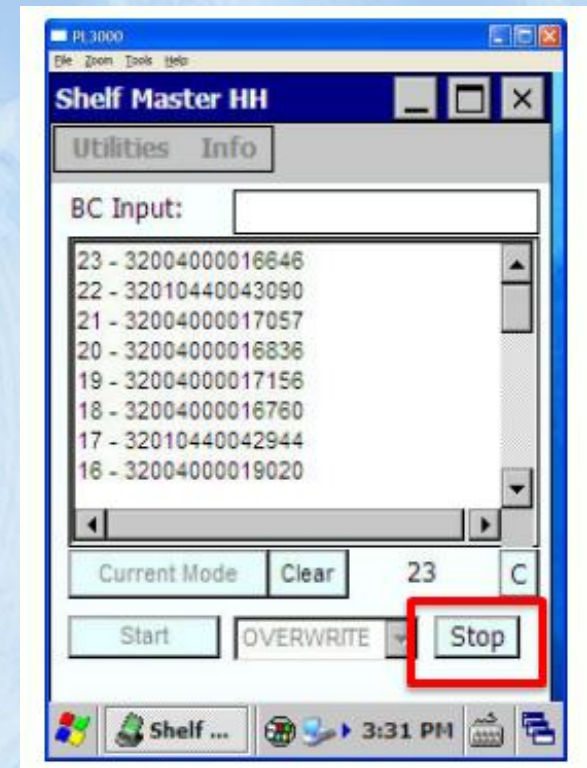 PL3000
File Zoom Tools Help
Shelf Master HH
Utilities Info
BC Input:
23 - 32004000016646
22 - 32010440043090
21 - 32004000017057
20 - 32004000016836
19 - 32004000017156
18 - 32004000016760
17 - 32010440042944
16 - 32004000019020
Current Mode Clear 23 C
Start OVERWRITE Stop
Shelf ... 3:31 PM